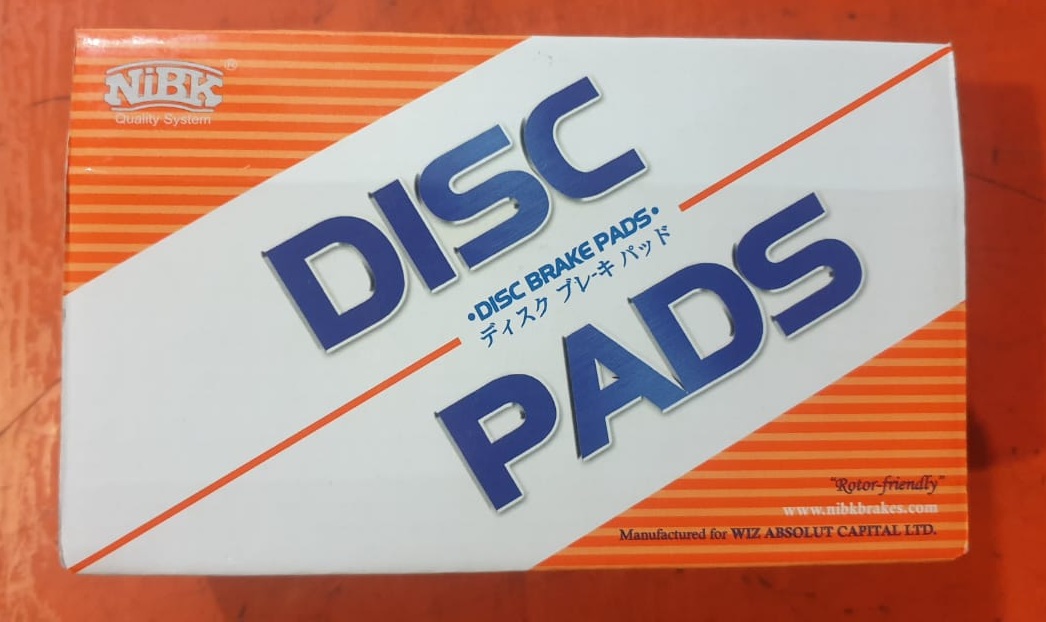 NiBK®
Quality System
DISC
•DISC BRAKE PADS•
ディスク ブレーキ パッド
PADS
"Rotor-friendly"
www.nibkbrakes.com
Manufactured for WIZ ABSOLUT CAPITAL LTD.